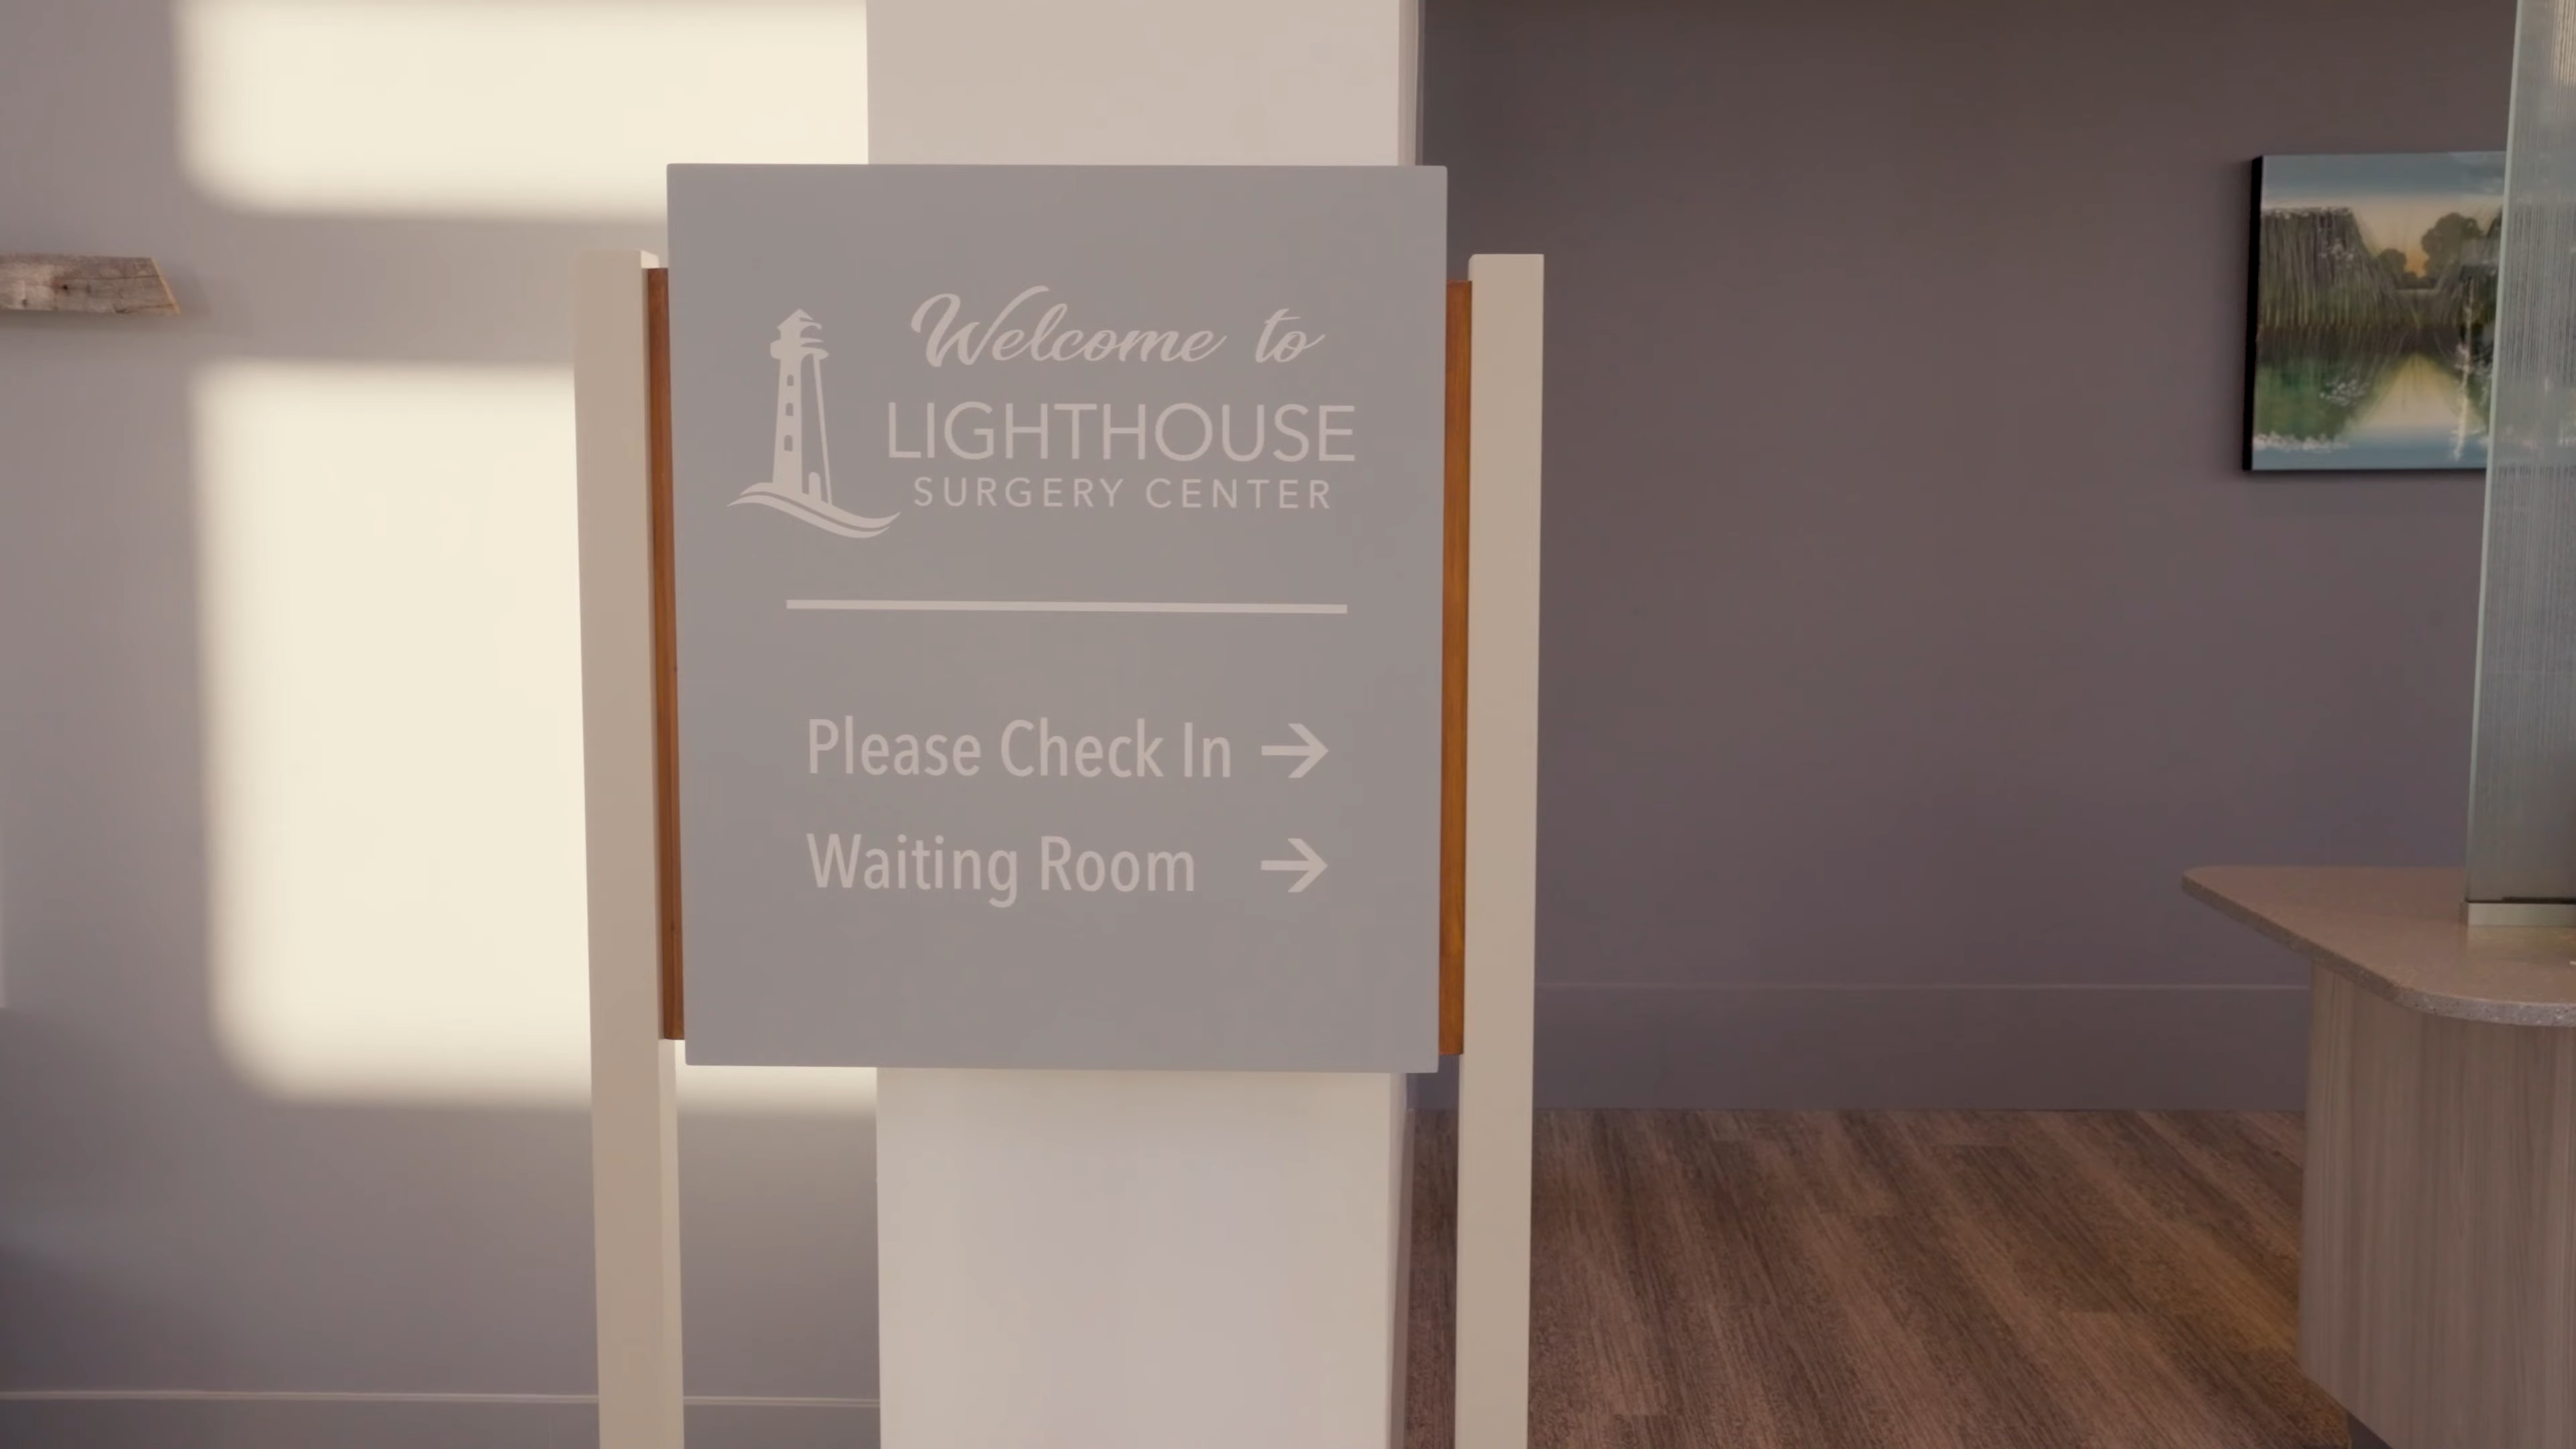 Welcome to
LIGHTHOUSE
SURGERY CENTER
Please Check In →
Waiting Room →